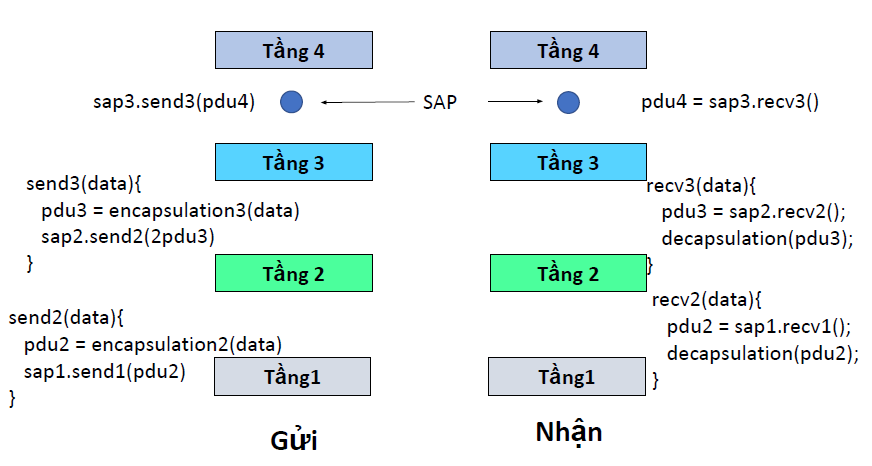 Tầng 4
Tầng 4
sap3.send3(pdu4)
SAP
pdu4 = sap3.recv3()
Tầng 3
Tầng 3
send3(data){
pdu3 = encapsulation3(data)
sap2.send2(2pdu3)
}
recv3(data){
pdu3 = sap2.recv2();
decapsulation(pdu3);
}
Tầng 2
Tầng 2
send2(data){
pdu2 = encapsulation2(data)
sap1.send1(pdu2)
}
recv2(data){
pdu2 = sap1.recv1();
decapsulation(pdu2);
}
Tầng1
Tầng1
Gửi
Nhận